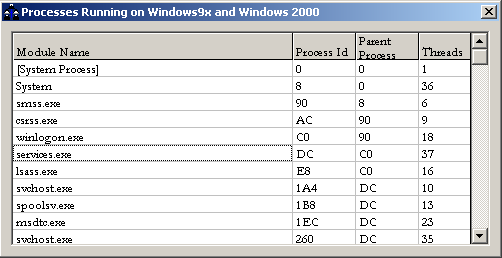 Processes Running on Windows9x and Windows 2000
Module Name Process Id Parent Process Threads
[System Process] 0 0 1
System 8 0 36
smss.exe 90 8 6
csrss.exe AC 90 9
winlogon.exe C0 90 18
services.exe DC C0 37
lsass.exe E8 C0 16
svchost.exe 1A4 DC 10
spoolsv.exe 1B8 DC 13
msdtc.exe 1EC DC 23
svchost.exe 260 DC 35